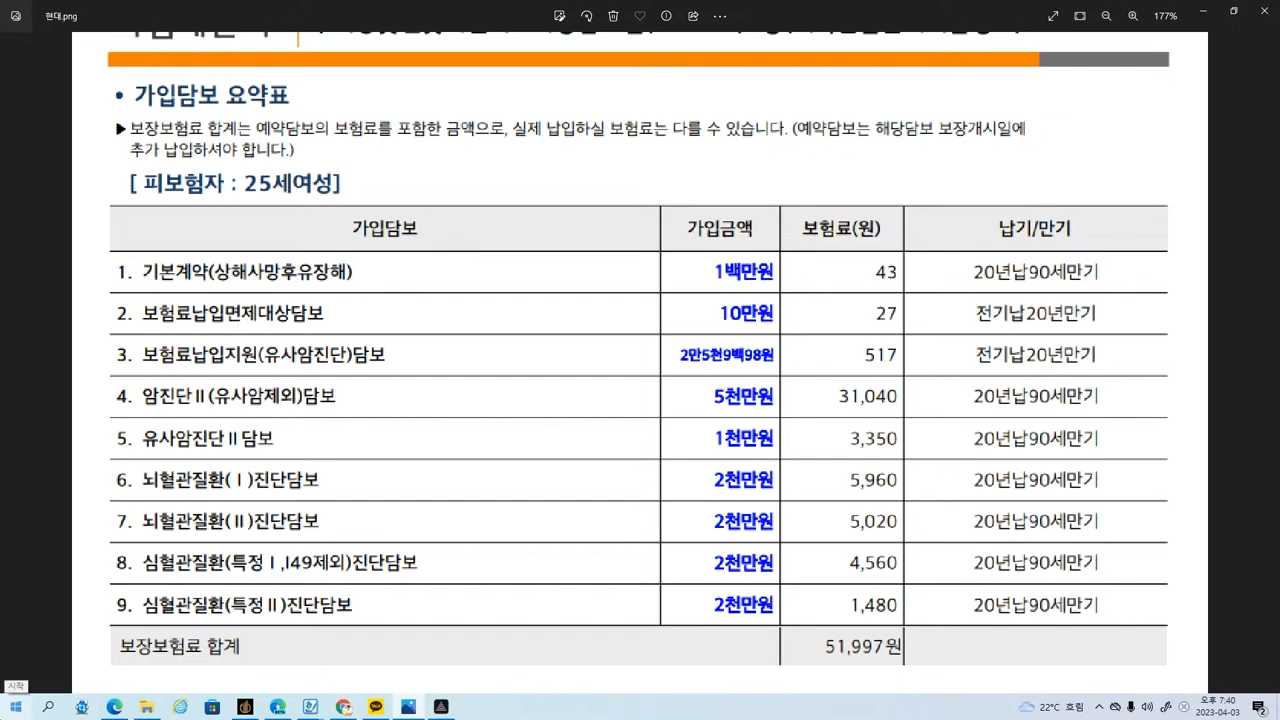 현대.png
177%
• 가입담보 요약표
▶보장보험료 합계는 예약담보의 보험료를 포함한 금액으로, 실제 납입하실 보험료는 다를 수 있습니다. (예약담보는 해당담보 보장개시일에
추가 납입하셔야 합니다.)
[ 피보험자 : 25세여성]
가입담보 가입금액 보험료(원) 납기/만기
1. 기본계약(상해사망후유장해) 1백만원 43 20년납90세만기
2. 보험료납입면제대상담보 10만원 27 전기납20년만기
3. 보험료납입지원(유사암진단)담보 2만5천9백98원 517 전기납20년만기
4. 암진단Ⅱ(유사암제외)담보 5천만원 31,040 20년납90세만기
5. 유사암진단Ⅱ담보 1천만원 3,350 20년납90세만기
6. 뇌혈관질환(Ⅰ)진단담보 2천만원 5,960 20년납90세만기
7. 뇌혈관질환(Ⅱ)진단담보 2천만원 5,020 20년납90세만기
8. 심혈관질환(특정Ⅰ,I49제외)진단담보 2천만원 4,560 20년납90세만기
9. 심혈관질환(특정Ⅱ)진단담보 2천만원 1,480 20년납90세만기
보장보험료 합계 51,997원
시작
22℃ 흐림
오후 7:40
2023-04-03